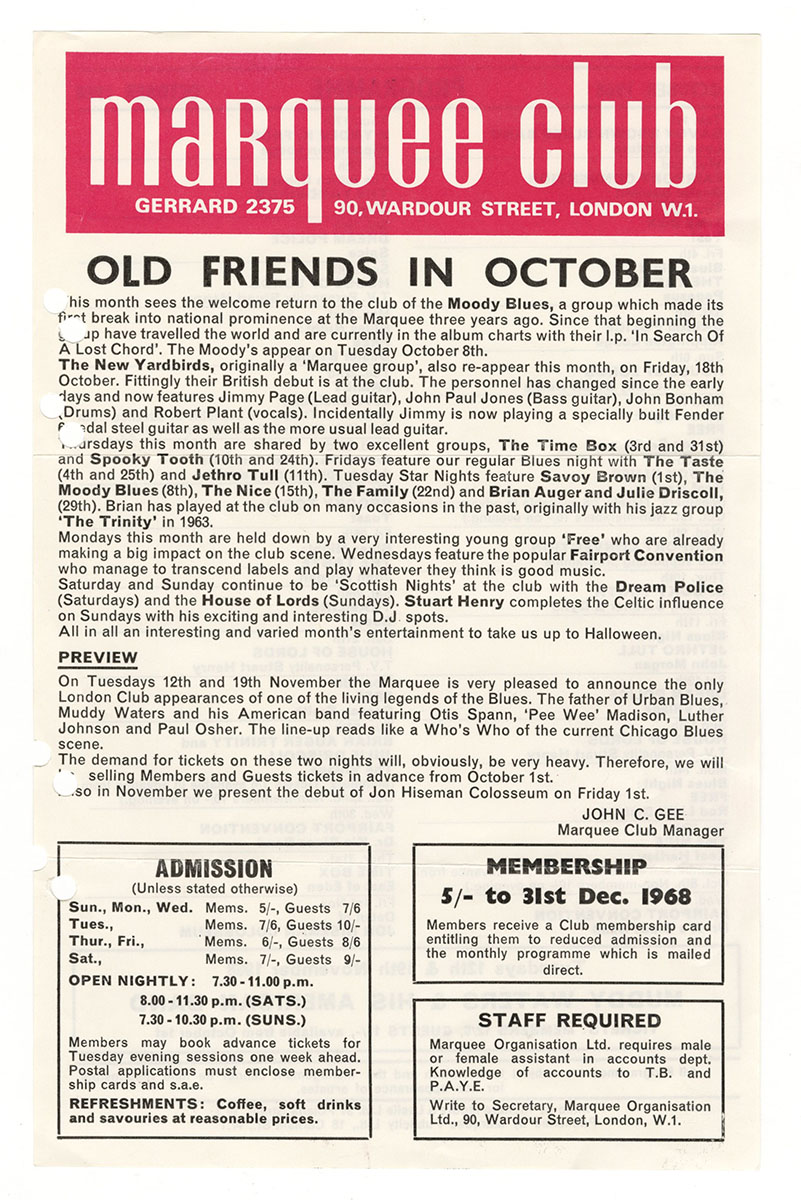 marquee club
GERRARD 2375 90, WARDOUR STREET, LONDON W.1.
OLD FRIENDS IN OCTOBER
his month sees the welcome return to the club of the Moody Blues, a group which made its
first break into national prominence at the Marquee three years ago. Since that beginning the
group have travelled the world and are currently in the album charts with their l.p. 'In Search Of
A Lost Chord'. The Moody's appear on Tuesday October 8th.
The New Yardbirds, originally a 'Marquee group', also re-appear this month, on Friday, 18th
October. Fittingly their British debut is at the club. The personnel has changed since the early
days and now features Jimmy Page (Lead guitar), John Paul Jones (Bass guitar), John Bonham
(Drums) and Robert Plant (vocals). Incidentally Jimmy is now playing a specially built Fender
pedal steel guitar as well as the more usual lead guitar.
Thursdays this month are shared by two excellent groups, The Time Box (3rd and 31st)
and Spooky Tooth (10th and 24th). Fridays feature our regular Blues night with The Taste
(4th and 25th) and Jethro Tull (11th). Tuesday Star Nights feature Savoy Brown (1st), The
Moody Blues (8th), The Nice (15th), The Family (22nd) and Brian Auger and Julie Driscoll,
(29th). Brian has played at the club on many occasions in the past, originally with his jazz group
'The Trinity' in 1963.
Mondays this month are held down by a very interesting young group 'Free' who are already
making a big impact on the club scene. Wednesdays feature the popular Fairport Convention
who manage to transcend labels and play whatever they think is good music.
Saturday and Sunday continue to be 'Scottish Nights' at the club with the Dream Police
(Saturdays) and the House of Lords (Sundays). Stuart Henry completes the Celtic influence
on Sundays with his exciting and interesting D.J. spots.
All in all an interesting and varied month's entertainment to take us up to Halloween.
PREVIEW
On Tuesdays 12th and 19th November the Marquee is very pleased to announce the only
London Club appearances of one of the living legends of the Blues. The father of Urban Blues,
Muddy Waters and his American band featuring Otis Spann, 'Pee Wee' Madison, Luther
Johnson and Paul Osher. The line-up reads like a Who's Who of the current Chicago Blues
scene.
The demand for tickets on these two nights will, obviously, be very heavy. Therefore, we will
selling Members and Guests tickets in advance from October 1st.
Also in November we present the debut of Jon Hiseman Colosseum on Friday 1st.
JOHN C. GEE
Marquee Club Manager
ADMISSION
(Unless stated otherwise)
Sun., Mon., Wed. Mems. 5/-, Guests 7/6
Tues., Mems. 7/6, Guests 10/-
Thur., Fri., Mems. 6/-, Guests 8/6
Sat., Mems. 7/-, Guests 9/-
OPEN NIGHTLY: 7.30 - 11.00 p.m.
8.00 - 11.30 p.m. (SATS.)
7.30 - 10.30 p.m. (SUNS.)
Members may book advance tickets for
Tuesday evening sessions one week ahead.
Postal applications must enclose member-
ship cards and s.a.e.
REFRESHMENTS: Coffee, soft drinks
and savouries at reasonable prices.
MEMBERSHIP
5/- to 31st Dec. 1968
Members receive a Club membership card
entitling them to reduced admission and
the monthly programme which is mailed
direct.
STAFF REQUIRED
Marquee Organisation Ltd. requires male
or female assistant in accounts dept.
Knowledge of accounts to T.B. and
P.A.Y.E.
Write to Secretary, Marquee Organisation
Ltd., 90, Wardour Street, London, W.1.